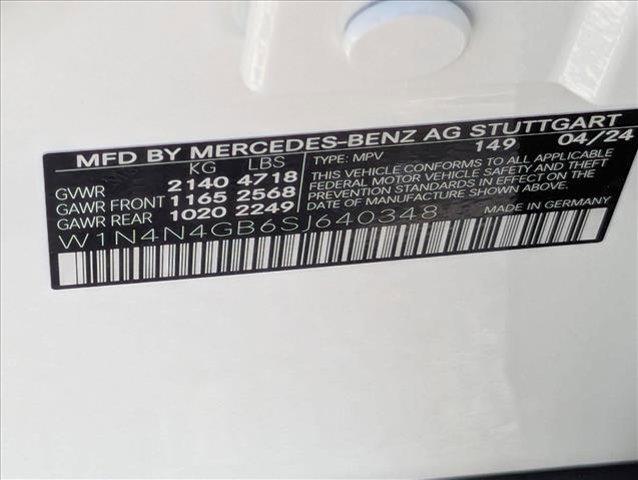 MFD BY MERCEDES-BENZ AG STUTTGART
KG LBS
GVWR 2140 4718
GAWR FRONT 1165 2568
GAWR REAR 1020 2249
TYPE: MPV 149 04/24
THIS VEHICLE CONFORMS TO ALL APPLICABLE
FEDERAL MOTOR VEHICLE SAFETY AND THEFT
PREVENTION STANDARDS IN EFFECT ON THE
DATE OF MANUFACTURE SHOWN ABOVE.
W1N4N4GB6SJ640348
MADE IN GERMANY